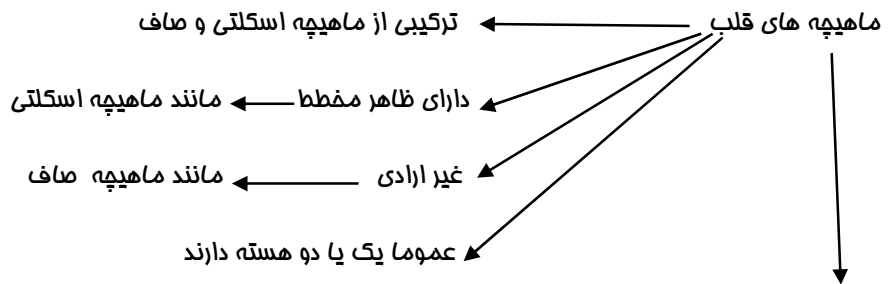 ماهیچه های قلب ترکیبی از ماهیچه اسکلتی و صاف
دارای ظاهر مخطط مانند ماهیچه اسکلتی
غیر ارادی مانند ماهیچه صاف
عموما یک یا دو هسته دارند